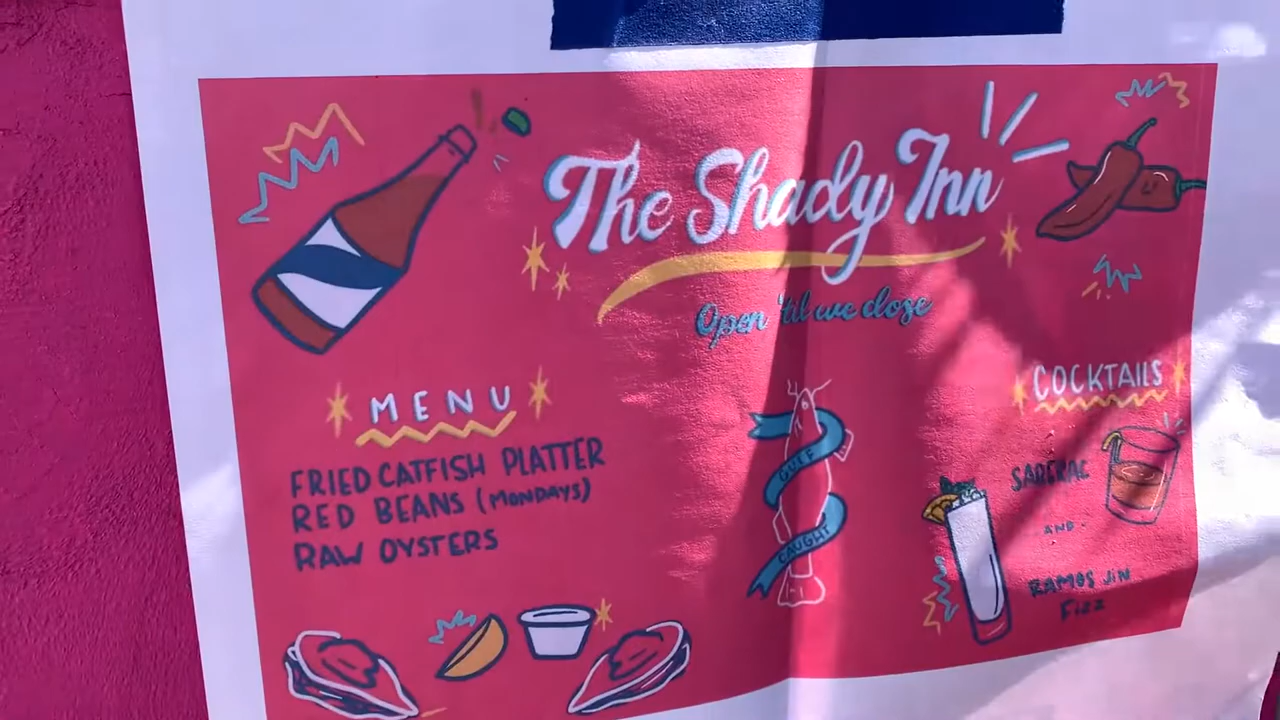 The Shady Inn
Open 'til we close
MENU
FRIED CATFISH PLATTER
RED BEANS (MONDAYS)
RAW OYSTERS
GULF
CAUGHT
COCKTAILS
SAZERAC
AND
RAMOS JIN
FIZZ